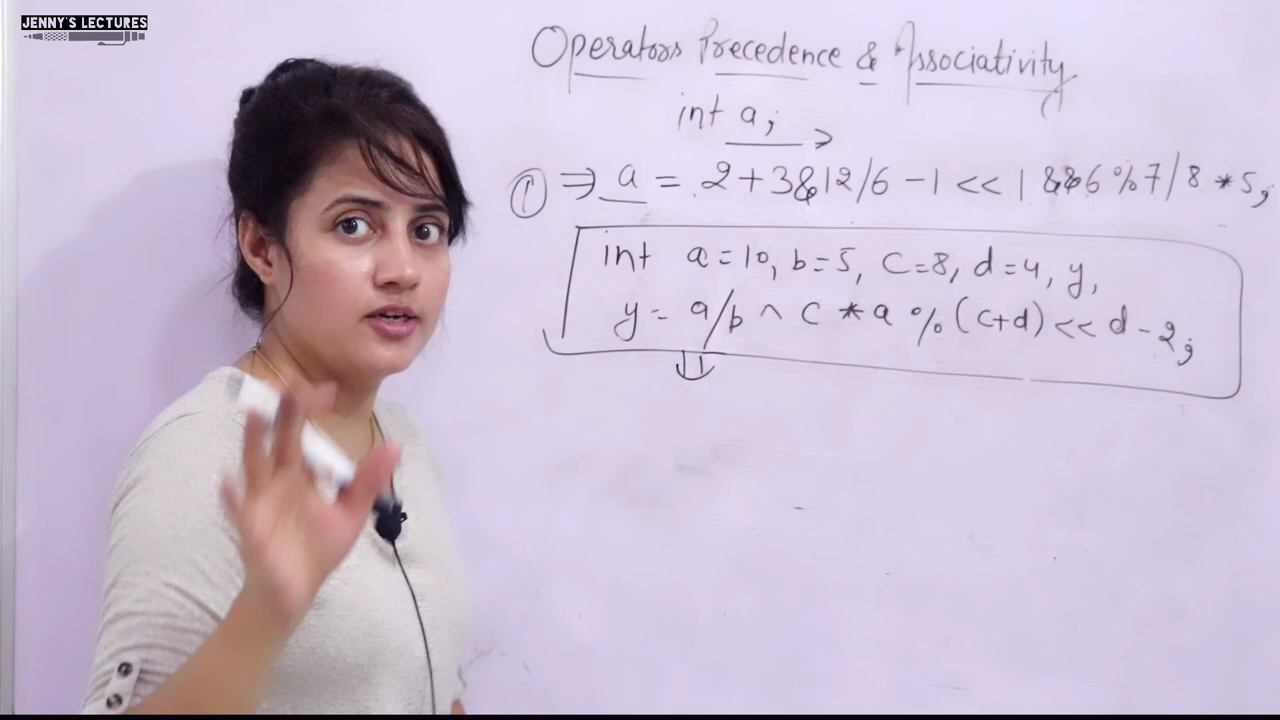 JENNY'S LECTURES
Operators Precedence & Associativity.
int a;
① ⇒ a = 2+3&12/6-1<<1&&6%7/8*5;
int a=10, b=5, c=8, d=4, y,
y= a/b ^ c *a %(c+d)<<d-2;